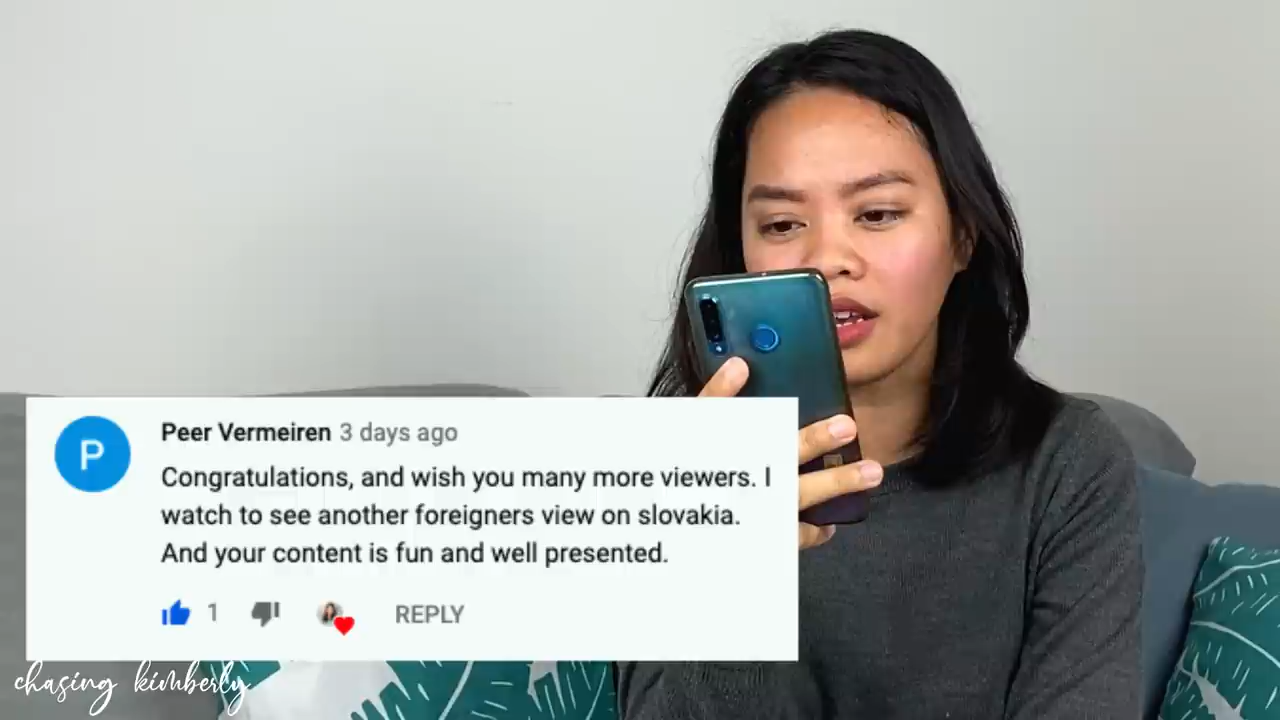 P
Peer Vermeiren 3 days ago
Congratulations, and wish you many more viewers. I
watch to see another foreigners view on slovakia.
And your content is fun and well presented.
1 REPLY
chasing kimberly